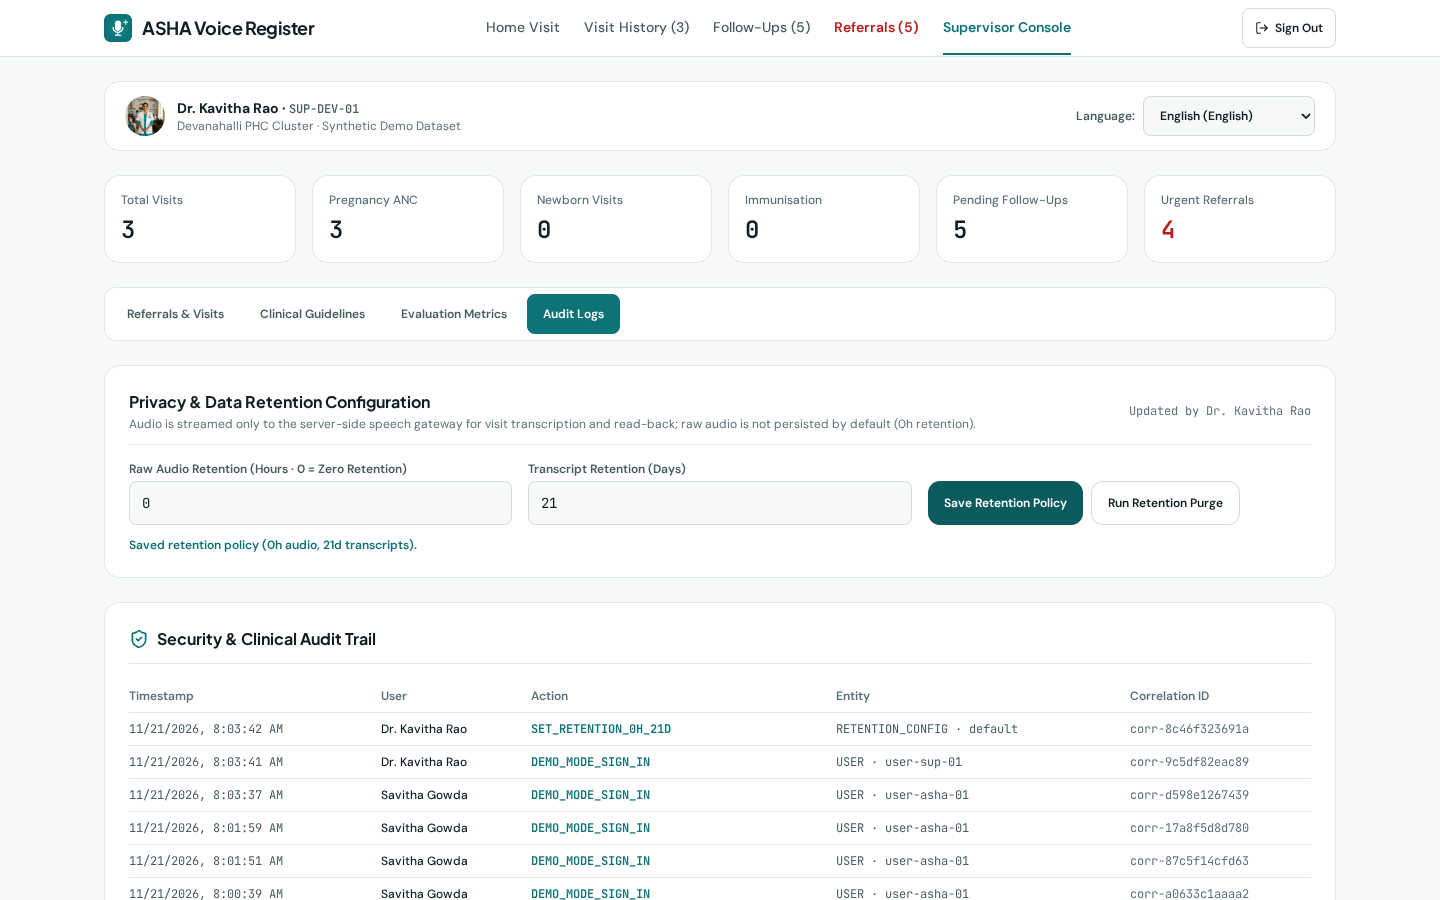 ASHA Voice Register
Home Visit
Visit History (3)
Follow-Ups (5)
Referrals (5)
Supervisor Console
Sign Out
Dr. Kavitha Rao · SUP-DEV-01
Devanahalli PHC Cluster · Synthetic Demo Dataset
Language:
English (English)
Total Visits
3
Pregnancy ANC
3
Newborn Visits
0
Immunisation
0
Pending Follow-Ups
5
Urgent Referrals
4
Referrals & Visits
Clinical Guidelines
Evaluation Metrics
Audit Logs
Privacy & Data Retention Configuration
Audio is streamed only to the server-side speech gateway for visit transcription and read-back; raw audio is not persisted by default (0h retention).
Updated by Dr. Kavitha Rao
Raw Audio Retention (Hours · 0 = Zero Retention)
0
Transcript Retention (Days)
21
Save Retention Policy
Run Retention Purge
Saved retention policy (0h audio, 21d transcripts).
Security & Clinical Audit Trail
Timestamp User Action Entity Correlation ID
11/21/2026, 8:03:42 AM Dr. Kavitha Rao SET_RETENTION_0H_21D RETENTION_CONFIG · default corr-8c46f323691a
11/21/2026, 8:03:41 AM Dr. Kavitha Rao DEMO_MODE_SIGN_IN USER · user-sup-01 corr-9c5df82eac89
11/21/2026, 8:03:37 AM Savitha Gowda DEMO_MODE_SIGN_IN USER · user-asha-01 corr-d598e1267439
11/21/2026, 8:01:59 AM Savitha Gowda DEMO_MODE_SIGN_IN USER · user-asha-01 corr-17a8f5d8d780
11/21/2026, 8:01:51 AM Savitha Gowda DEMO_MODE_SIGN_IN USER · user-asha-01 corr-87c5f14cfd63
11/21/2026, 8:00:39 AM Savitha Gowda DEMO_MODE_SIGN_IN USER · user-asha-01 corr-a0633c1aaaa2